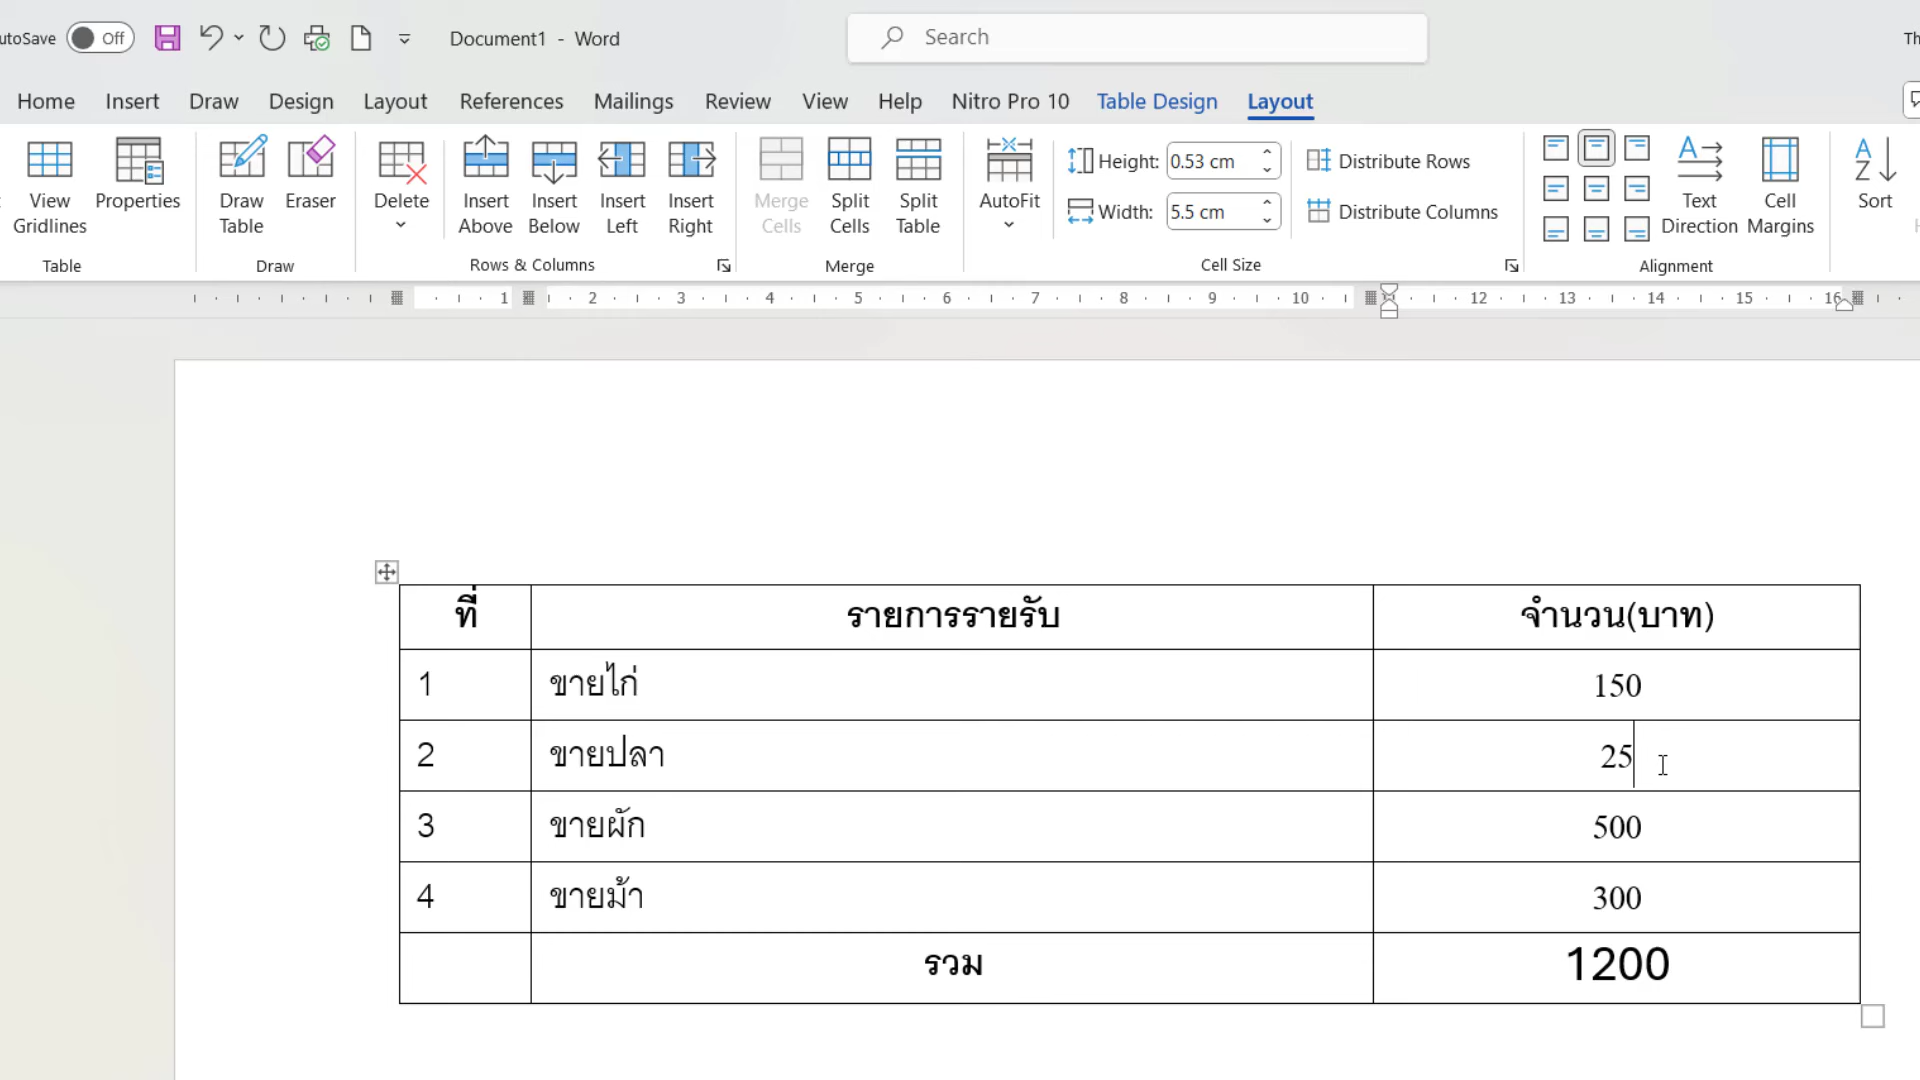 utoSave Off Document1 - Word Search Th
Home Insert Draw Design Layout References Mailings Review View Help Nitro Pro 10 Table Design Layout
View Gridlines Properties Draw Table Eraser Delete Insert Above Insert Below Insert Left Insert Right Merge Cells Split Cells Split Table AutoFit Height: 0.53 cm Width: 5.5 cm Distribute Rows Distribute Columns Text Direction Cell Margins Sort
Table Draw Rows & Columns Merge Cell Size Alignment
1 2 3 4 5 6 7 8 9 10 12 13 14 15 16
ที่ รายการรายรับ จำนวน(บาท)
1 ขายไก่ 150
2 ขายปลา 25
3 ขายผัก 500
4 ขายม้า 300
รวม 1200